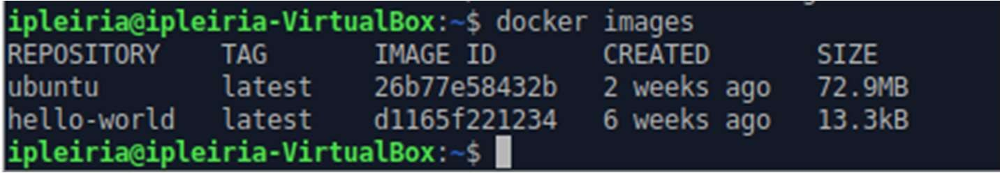 ipleiria@ipleiria-VirtualBox:~$ docker images
REPOSITORY    TAG       IMAGE ID       CREATED       SIZE
ubuntu        latest    26b77e58432b   2 weeks ago   72.9MB
hello-world   latest    d1165f221234   6 weeks ago   13.3kB
ipleiria@ipleiria-VirtualBox:~$